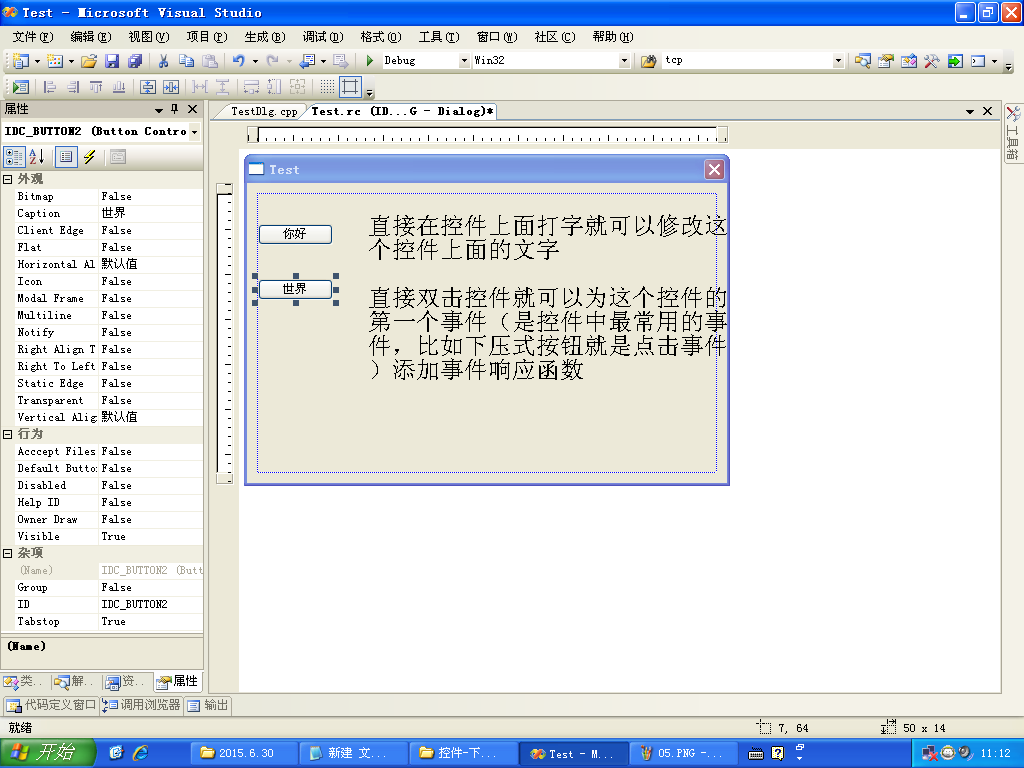 Test - Microsoft Visual Studio
文件(F) 编辑(E) 视图(V) 项目(P) 生成(B) 调试(D) 格式(O) 工具(T) 窗口(W) 社区(C) 帮助(H)
Debug Win32 tcp
属性
TestDlg.cpp Test.rc (ID...G - Dialog)*
IDC_BUTTON2 (Button Contro
工具箱
外观
Bitmap False
Caption 世界
Client Edge False
Flat False
Horizontal Al 默认值
Icon False
Modal Frame False
Multiline False
Notify False
Right Align T False
Right To Left False
Static Edge False
Transparent False
Vertical Alig 默认值
行为
Acccept Files False
Default Butto False
Disabled False
Help ID False
Owner Draw False
Visible True
杂项
(Name) IDC_BUTTON2 (Butt
Group False
ID IDC_BUTTON2
Tabstop True
(Name)
Test
你好
世界
直接在控件上面打字就可以修改这
个控件上面的文字
直接双击控件就可以为这个控件的
第一个事件（是控件中最常用的事
件，比如下压式按钮就是点击事件
）添加事件响应函数
类.. 解.. 资.. 属性
代码定义窗口 调用浏览器 输出
就绪 7, 64 50 x 14
开始 2015.6.30 新建 文... 控件-下... Test - M... 05.PNG -... 11:12